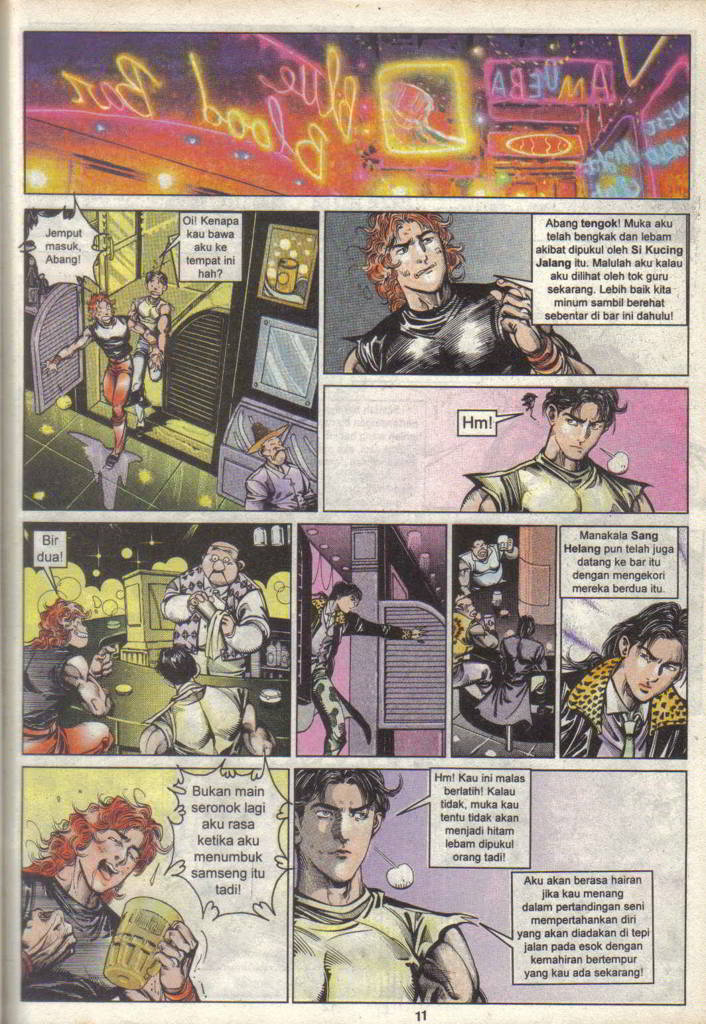 Blue
Blood Bar
AMUERA
Jemput
masuk,
Abang!
Oi! Kenapa
kau bawa
aku ke
tempat ini
hah?
Abang tengok! Muka aku
telah bengkak dan lebam
akibat dipukul oleh Si Kucing
Jalang itu. Malulah aku kalau
aku dilihat oleh tok guru
sekarang. Lebih baik kita
minum sambil berehat
sebentar di bar ini dahulu!
Hm!
Bir
dua!
Manakala Sang
Helang pun telah juga
datang ke bar itu
dengan mengekori
mereka berdua itu.
Bukan main
seronok lagi
aku rasa
ketika aku
menumbuk
samseng itu
tadi!
Hm! Kau ini malas
berlatih! Kalau
tidak, muka kau
tentu tidak akan
menjadi hitam
lebam dipukul
orang tadi!
Aku akan berasa hairan
jika kau menang
dalam pertandingan seni
mempertahankan diri
yang akan diadakan di tepi
jalan pada esok dengan
kemahiran bertempur
yang kau ada sekarang!
11